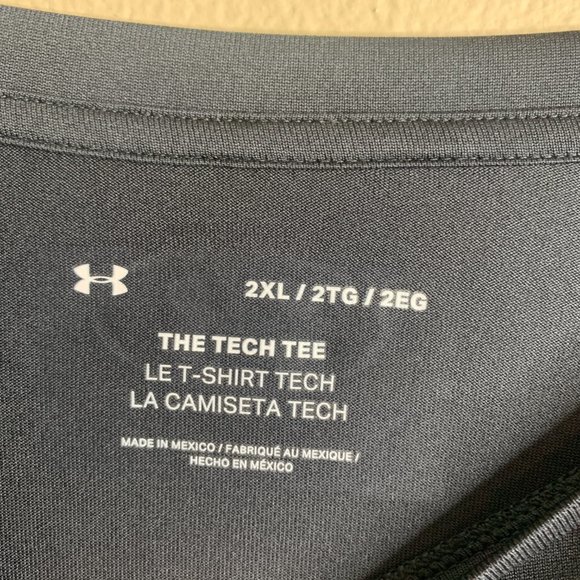 2XL / 2TG / 2EG
THE TECH TEE
LE T-SHIRT TECH
LA CAMISETA TECH
MADE IN MEXICO / FABRIQUÉ AU MEXIQUE /
HECHO EN MÉXICO